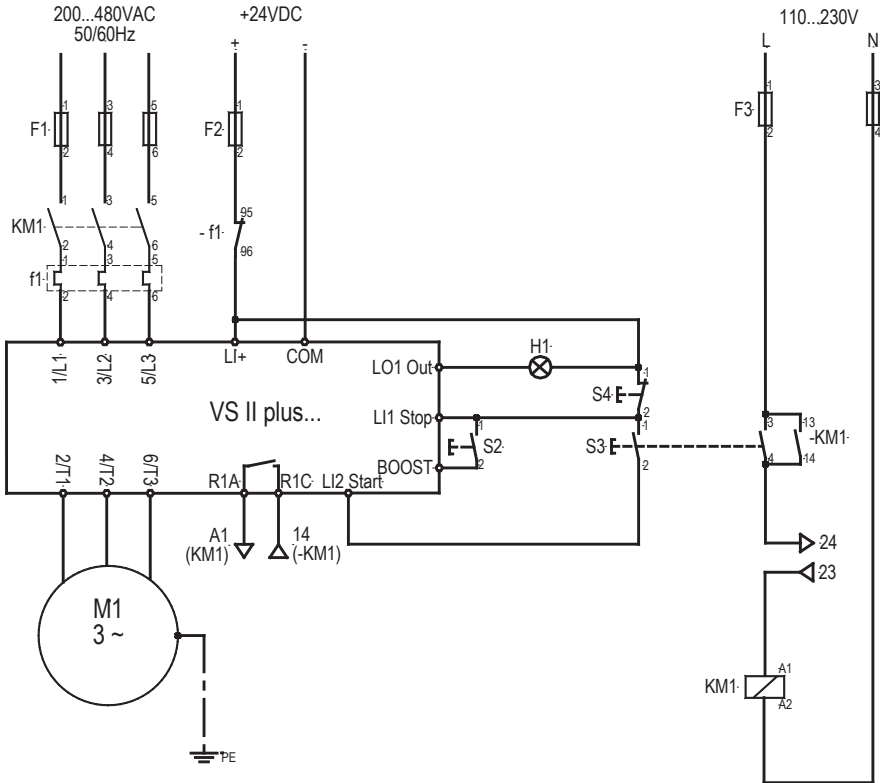 200...480VAC
50/60Hz
+24VDC
110...230V
+
-
L
N
F1
1
3
5
2
4
6
F2
1
2
F3
1
2
3
4
KM1
1
3
5
2
4
6
- f1
95
96
f1
1
3
5
2
4
6
1/L1
3/L2
5/L3
LI+
COM
LO1 Out
H1
VS II plus...
S4
1
2
LI1 Stop
S2
1
2
S3
1
2
3
4
13
14
-KM1
BOOST
2/T1
4/T2
6/T3
R1A
R1C
LI2 Start
A1
(KM1)
14
(-KM1)
24
23
M1
3 ~
KM1
A1
A2
PE